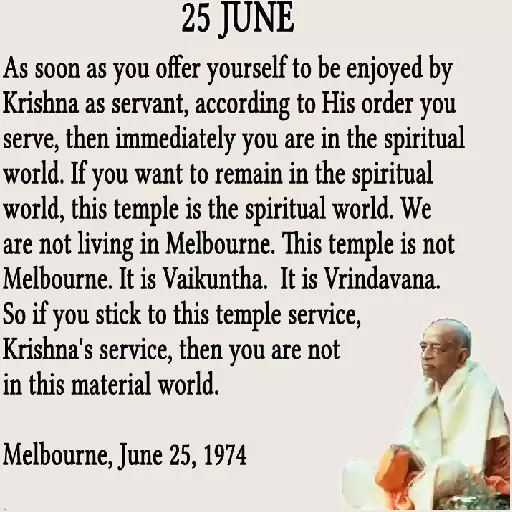 25 JUNE
As soon as you offer yourself to be enjoyed by
Krishna as servant, according to His order you
serve, then immediately you are in the spiritual
world. If you want to remain in the spiritual
world, this temple is the spiritual world. We
are not living in Melbourne. This temple is not
Melbourne. It is Vaikuntha.  It is Vrindavana.
So if you stick to this temple service,
Krishna's service, then you are not
in this material world.
Melbourne, June 25, 1974